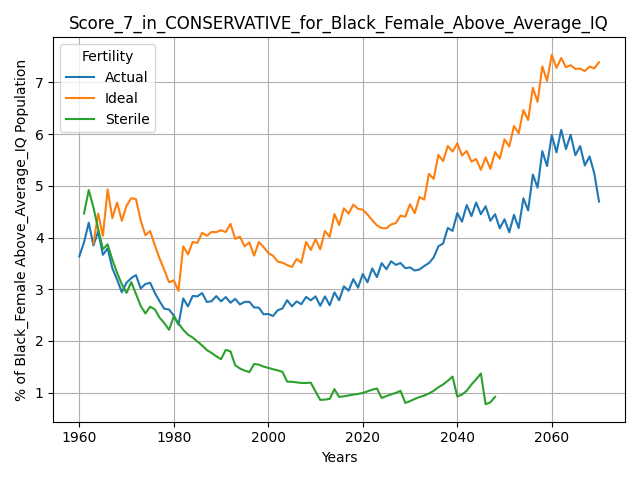 Score_7_in_CONSERVATIVE_for_Black_Female_Above_Average_IQ
Fertility
Actual
Ideal
Sterile
% of Black_Female Above_Average_IQ Population
7
6
5
4
3
2
1
1960
1980
2000
2020
2040
2060
Years